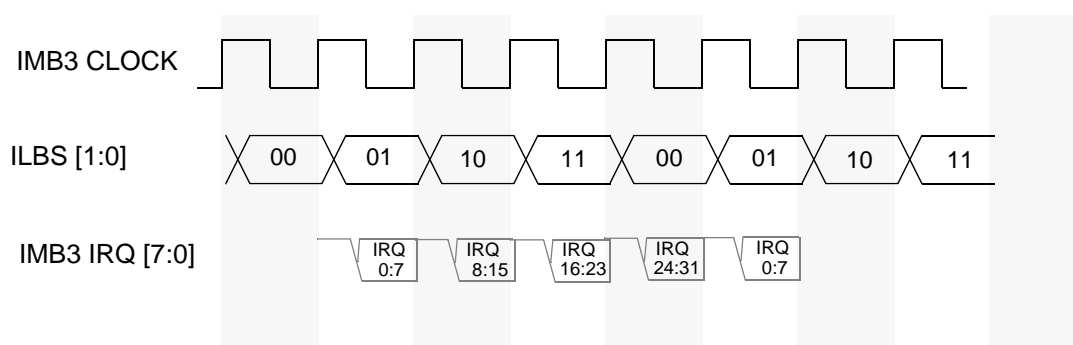 IMB3 CLOCK
ILBS [1:0]
00 01 10 11 00 01 10 11
IMB3 IRQ [7:0]
IRQ IRQ IRQ IRQ IRQ
0:7 8:15 16:23 24:31 0:7